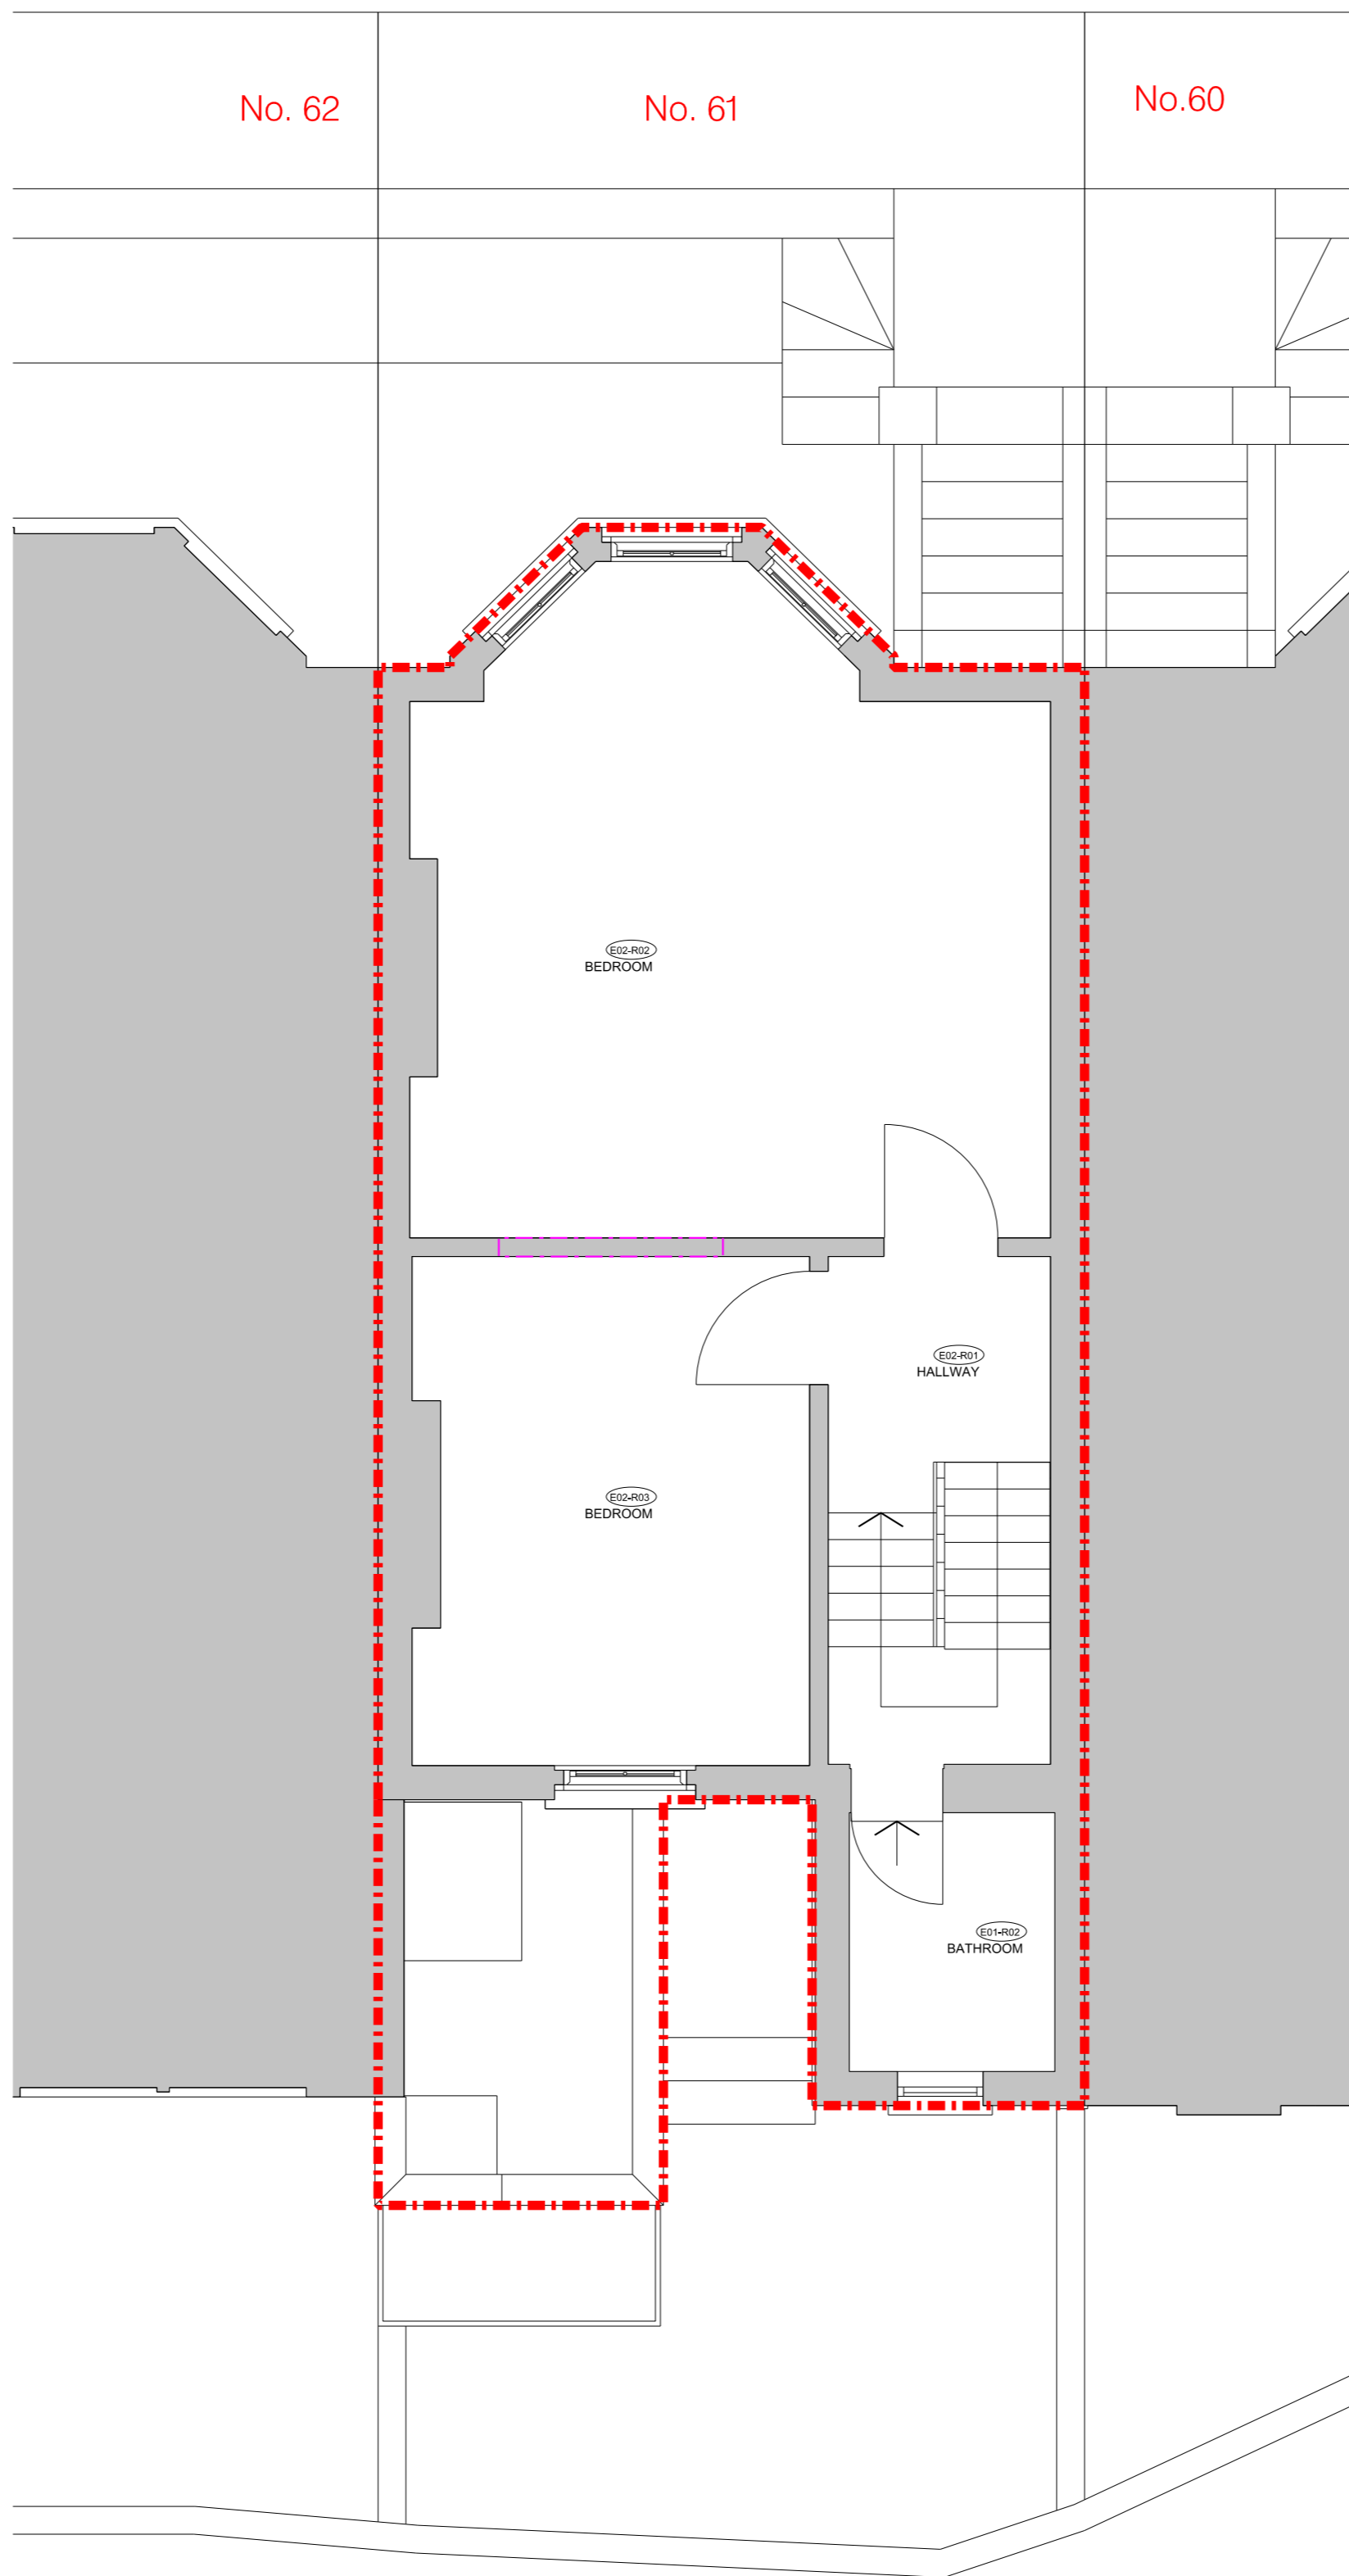 No. 62
No. 61
No.60
E02-R02
BEDROOM
E02-R01
HALLWAY
E02-R03
BEDROOM
E01-R02
BATHROOM